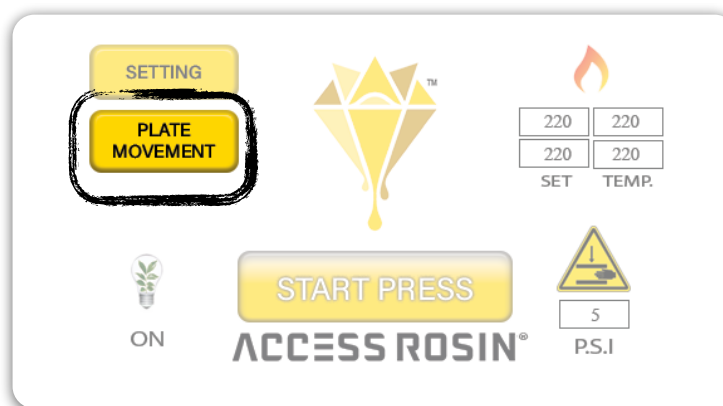 SETTING
PLATE
MOVEMENT
™
220 220
220 220
SET TEMP.
START PRESS
ACCESS ROSIN®
ON
5
P.S.I